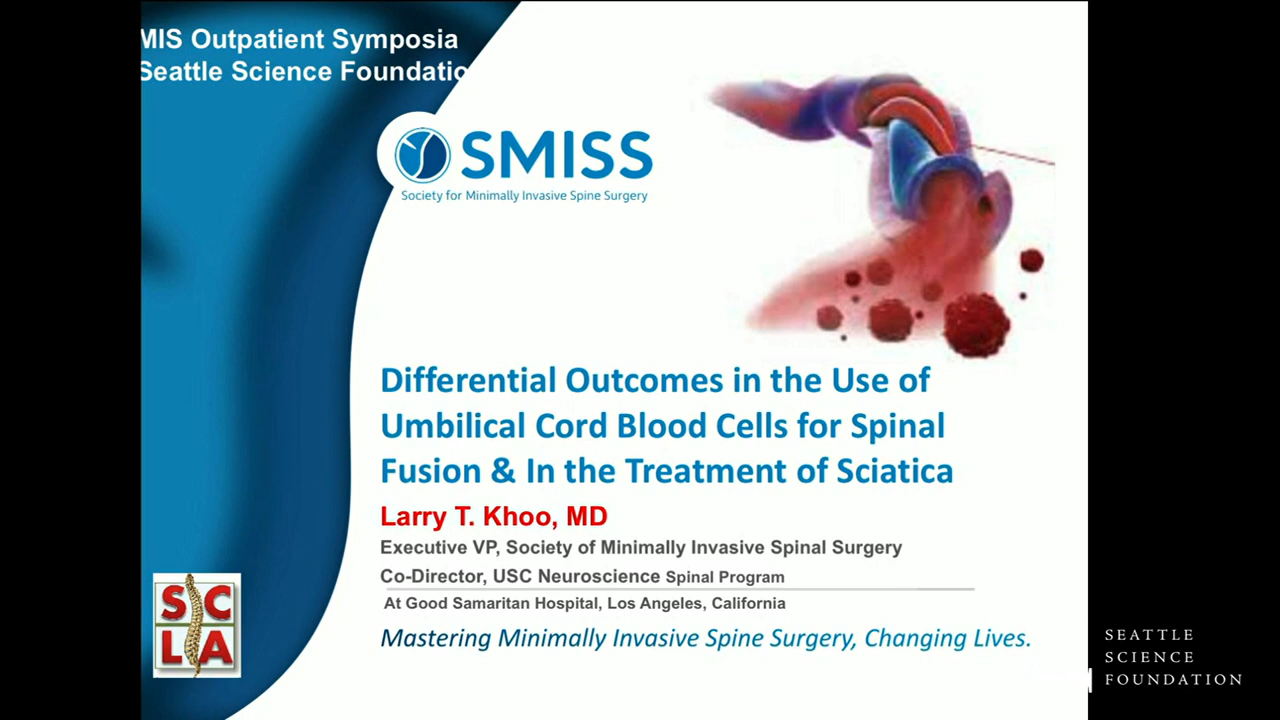 MIS Outpatient Symposia
Seattle Science Foundatio
SMISS
Society for Minimally Invasive Spine Surgery
Differential Outcomes in the Use of
Umbilical Cord Blood Cells for Spinal
Fusion & In the Treatment of Sciatica
Larry T. Khoo, MD
Executive VP, Society of Minimally Invasive Spinal Surgery
Co-Director, USC Neuroscience Spinal Program
At Good Samaritan Hospital, Los Angeles, California
Mastering Minimally Invasive Spine Surgery, Changing Lives.
SC
LA
SEATTLE
SCIENCE
FOUNDATION